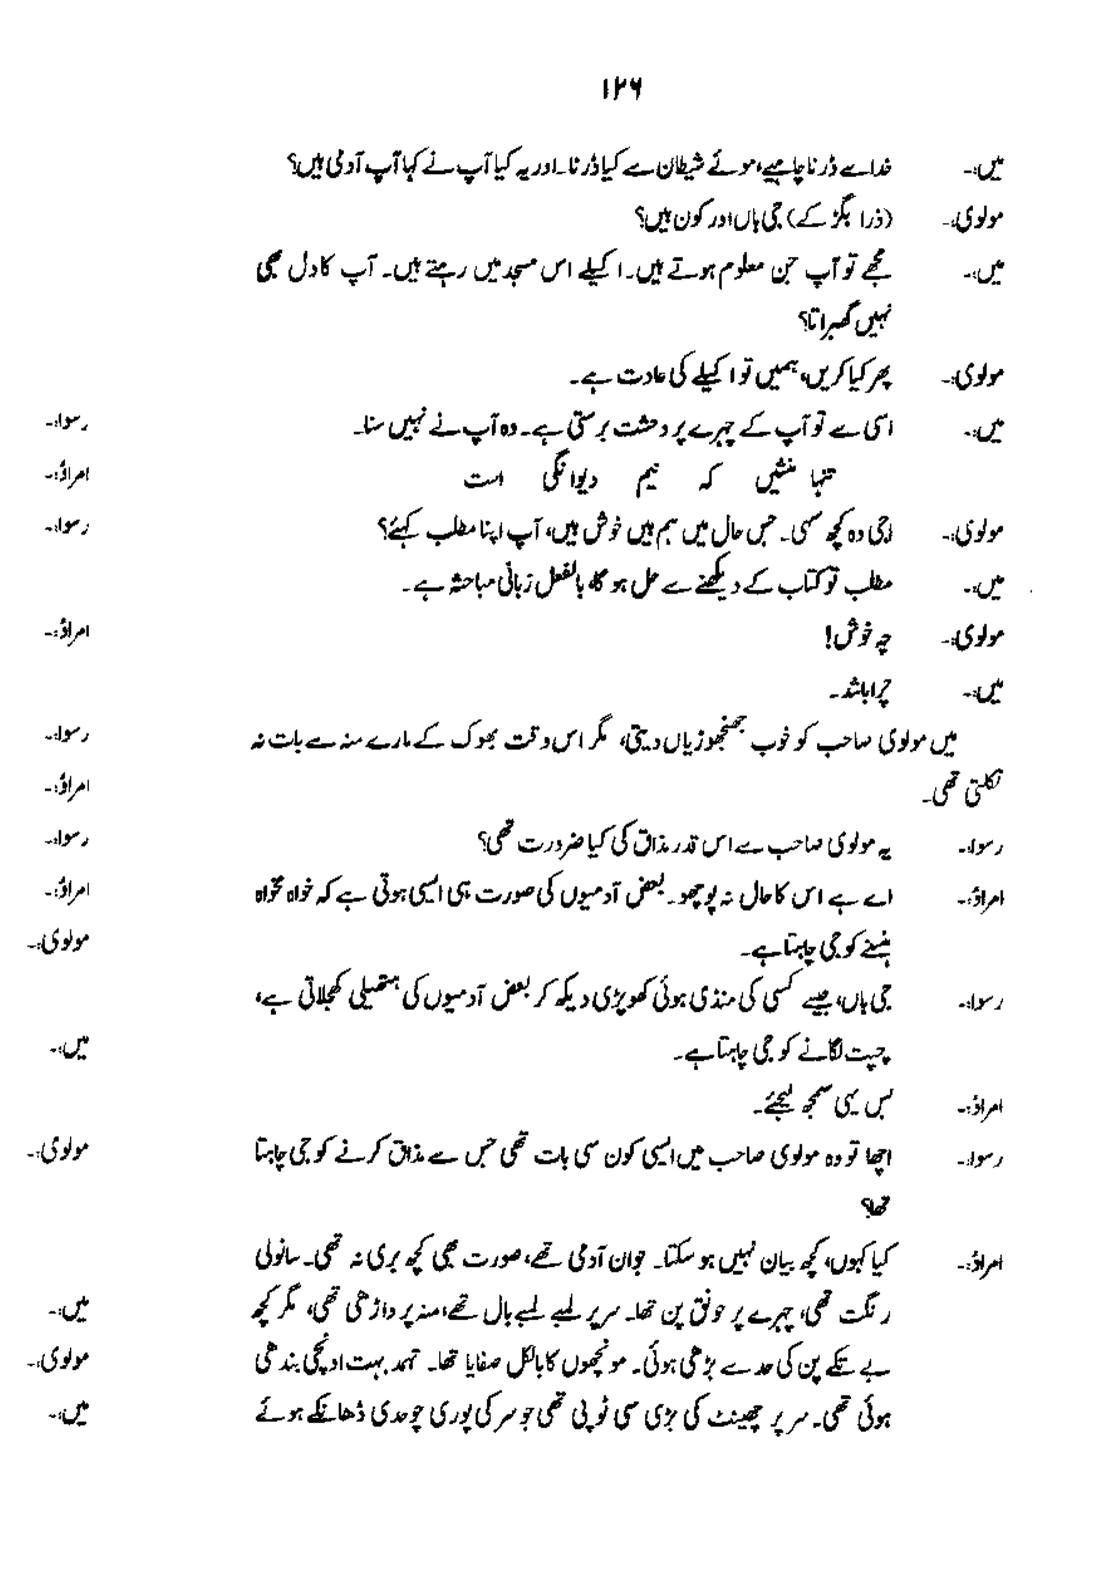 ۱۲۶
میں:۔ خدا سے ڈرنا چاہیے، موئے شیطان سے کیا ڈرنا۔ اور یہ کیا آپ نے کہا آپ آدمی ہیں؟
مولوی:۔ (ذرا بگڑ کے) جی ہاں اور کون ہیں؟
میں:۔ مجھے تو آپ جن معلوم ہوتے ہیں۔ اکیلے اس مسجد میں رہتے ہیں۔ آپ کا دل بھی
نہیں گھبراتا؟
مولوی:۔ پھر کیا کریں، ہمیں تو اکیلے کی عادت ہے۔
میں:۔ اسی سے تو آپ کے چہرے پر وحشت برستی ہے۔ وہ آپ نے نہیں سنا۔
تنہا منشیں کہ نیم دیوانگی است
مولوی:۔ اجی وہ کچھ سہی۔ جس حال میں ہم ہیں خوش ہیں، آپ اپنا مطلب کہئے؟
میں:۔ مطلب تو کتاب کے دیکھنے سے حل ہو گا، بالفعل زبانی مباحثہ ہے۔
مولوی:۔ چہ خوش!
میں:۔ چرا باشد۔
میں مولوی صاحب کو خوب جھنجھوڑیاں دیتی، مگر اس وقت بھوک کے مارے منہ سے بات نہ
نکلتی تھی۔
رسوا:۔ یہ مولوی صاحب سے اس قدر مذاق کی کیا ضرورت تھی؟
امراؤ:۔ اے ہے اس کا حال نہ پوچھو۔ بعض آدمیوں کی صورت ہی ایسی ہوتی ہے کہ خواہ مخواہ
ہنسنے کو جی چاہتا ہے۔
رسوا:۔ جی ہاں، جیسے کسی کی منڈی ہوئی کھوپڑی دیکھ کر بعض آدمیوں کی ہتھیلی کھجلاتی ہے،
چپت لگانے کو جی چاہتا ہے۔
امراؤ:۔ بس یہی سمجھ لیجئے۔
رسوا:۔ اچھا تو وہ مولوی صاحب میں ایسی کون سی بات تھی جس سے مذاق کرنے کو جی چاہتا
تھا؟
امراؤ:۔ کیا کہوں، کچھ بیان نہیں ہو سکتا۔ جوان آدمی تھے، صورت بھی کچھ بری نہ تھی۔ سانولی
رنگت تھی، چہرے پر حونق پن تھا۔ سر پر لمبے لمبے بال تھے، منہ پر داڑھی تھی، مگر کچھ
بے تکے پن کی حد سے بڑھی ہوئی۔ مونچھوں کا بالکل صفایا تھا۔ تہمد بہت اونچی بندھی
ہوئی تھی۔ سر پر چھینٹ کی بڑی سی ٹوپی تھی جو سر کی پوری چوحدی ڈھانکے ہوئے
رسوا:۔
امراؤ:۔
رسوا:۔
امراؤ:۔
رسوا:۔
امراؤ:۔
رسوا:۔
امراؤ:۔
مولوی:۔
میں:۔
مولوی:۔
میں:۔
مولوی:۔
میں:۔